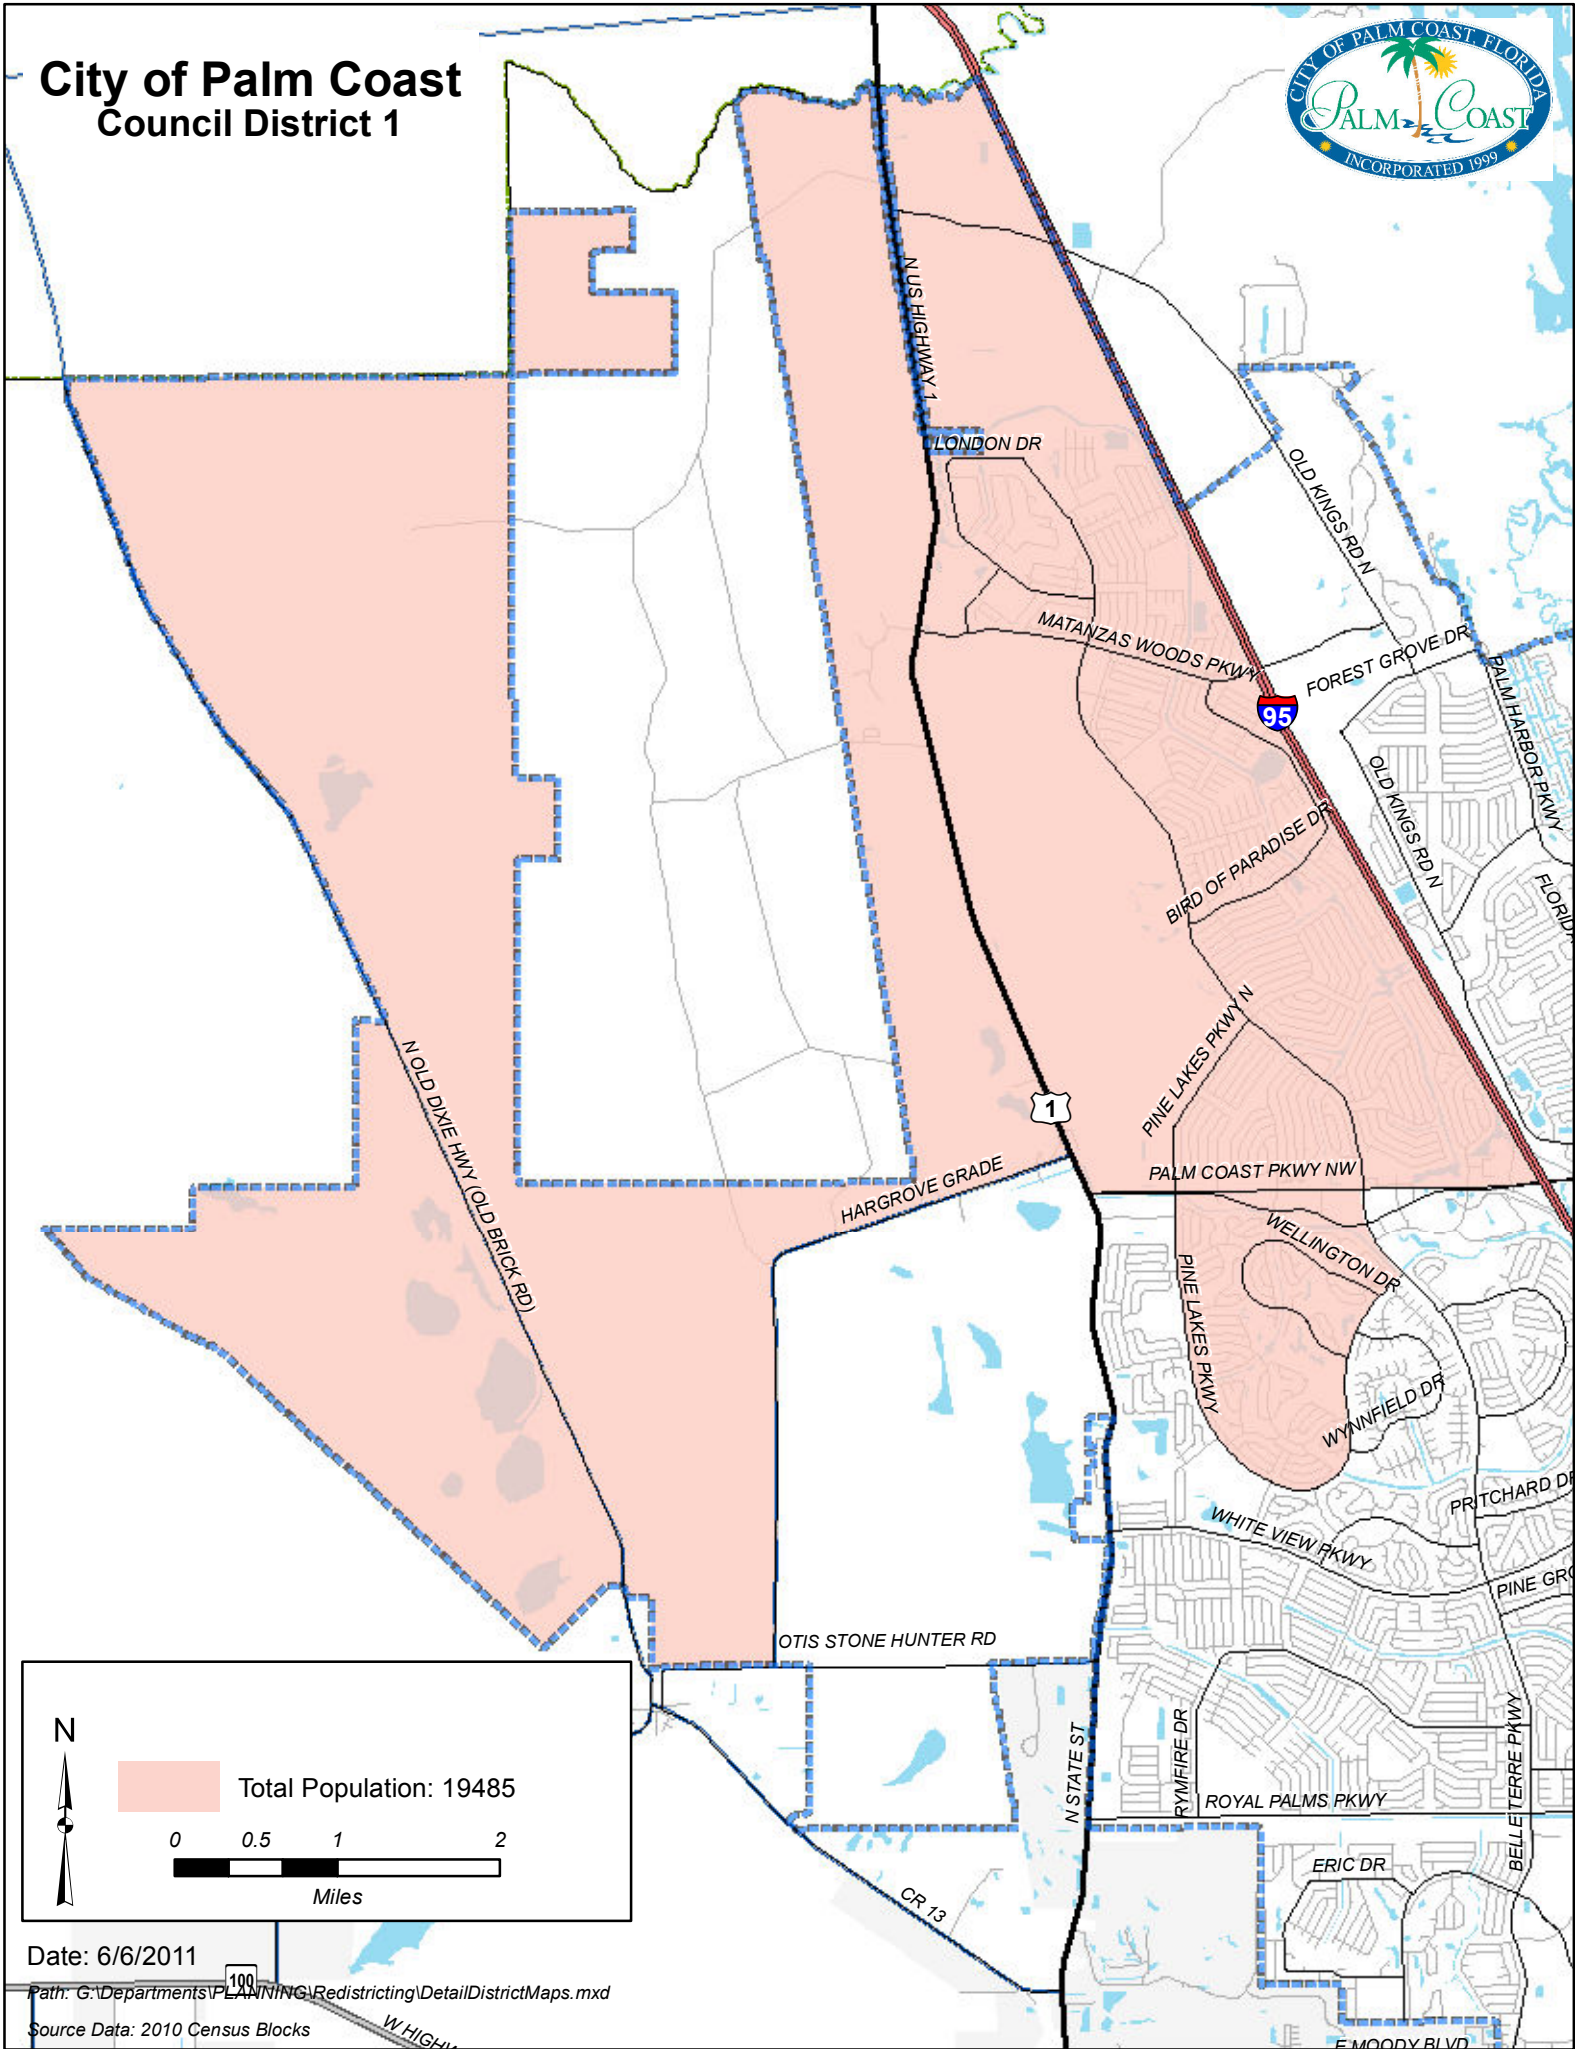 City of Palm Coast
Council District 1
CITY OF PALM COAST, FLORIDA
PALM COAST
INCORPORATED 1999
N US HIGHWAY 1
LONDON DR
OLD KINGS RD N
MATANZAS WOODS PKWY
FOREST GROVE DR
PALM HARBOR PKWY
95
OLD KINGS RD N
BIRD OF PARADISE DR
FLORIDA
PINE LAKES PKWY N
N OLD DIXIE HWY (OLD BRICK RD)
1
PALM COAST PKWY NW
HARGROVE GRADE
WELLINGTON DR
PINE LAKES PKWY
WYNNFIELD DR
PRITCHARD DR
WHITE VIEW PKWY
PINE GRO
OTIS STONE HUNTER RD
N STATE ST
RYMFIRE DR
BELLE TERRE PKWY
ROYAL PALMS PKWY
ERIC DR
CR 13
E MOODY BLVD
N
Total Population: 19485
0 0.5 1 2
Miles
Date: 6/6/2011
100
Path: G:\Departments\PLANNING\Redistricting\DetailDistrictMaps.mxd
Source Data: 2010 Census Blocks
W HIGHW